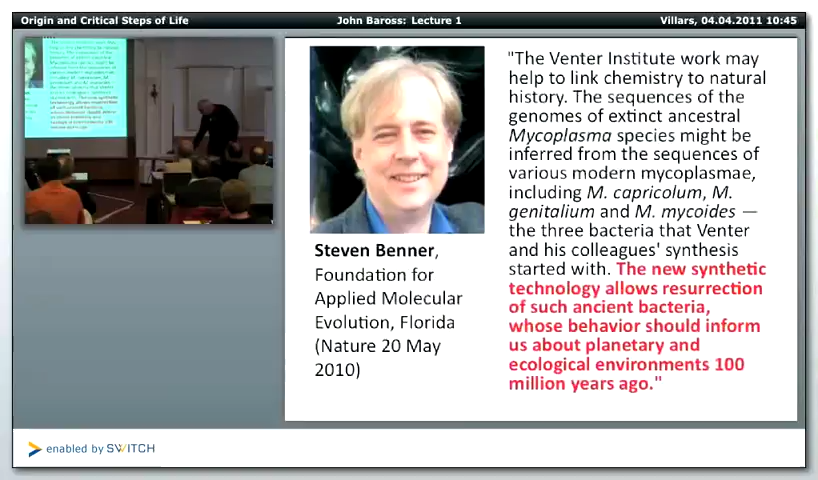 Origin and Critical Steps of Life
John Baross: Lecture 1
Villars, 04.04.2011 10:45
"The Venter Institute work may
help to link chemistry to natural
history. The sequences of the
genomes of extinct ancestral
Mycoplasma species might be
inferred from the sequences of
various modern mycoplasmae,
including M. capricolum, M.
genitalium and M. mycoides —
the three bacteria that Venter
and his colleagues' synthesis
started with. The new synthetic
technology allows resurrection
of such ancient bacteria,
whose behavior should inform
us about planetary and
ecological environments 100
million years ago."
Steven Benner,
Foundation for
Applied Molecular
Evolution, Florida
(Nature 20 May
2010)
enabled by SWITCH